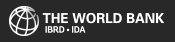 THE WORLD BANK
IBRD • IDA